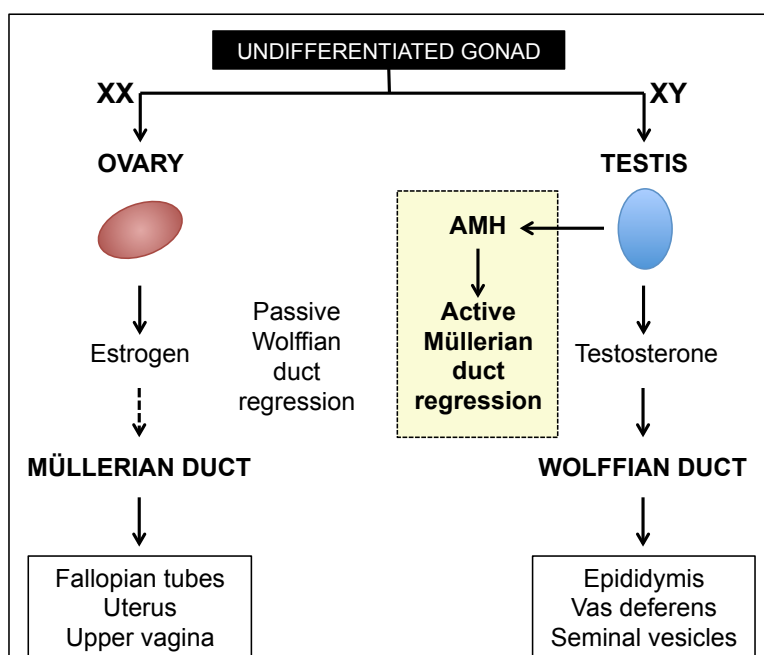 UNDIFFERENTIATED GONAD
XX
XY
OVARY
TESTIS
AMH
Active
Müllerian
duct
regression
Passive
Wolffian
duct
regression
Estrogen
Testosterone
MÜLLERIAN DUCT
WOLFFIAN DUCT
Fallopian tubes
Uterus
Upper vagina
Epididymis
Vas deferens
Seminal vesicles